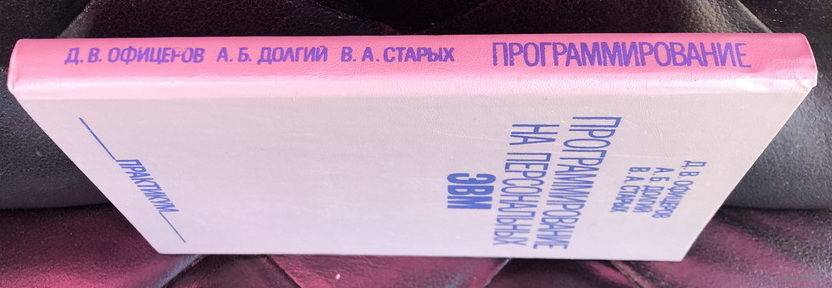 Д. В. ОФИЦЕРОВ А. Б. ДОЛГИЙ В. А. СТАРЫХ ПРОГРАММИРОВАНИЕ
Д. В. ОФИЦЕРОВ
А. Б. ДОЛГИЙ
В. А. СТАРЫХ
ПРОГРАММИРОВАНИЕ
НА ПЕРСОНАЛЬНЫХ
ЭВМ
ПРАКТИКУМ